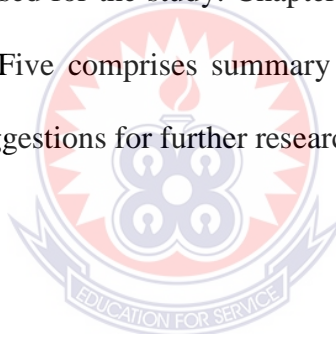 sed for the study. Chapter
Five comprises summary
ggestions for further researc
EDUCATION FOR SERVICE